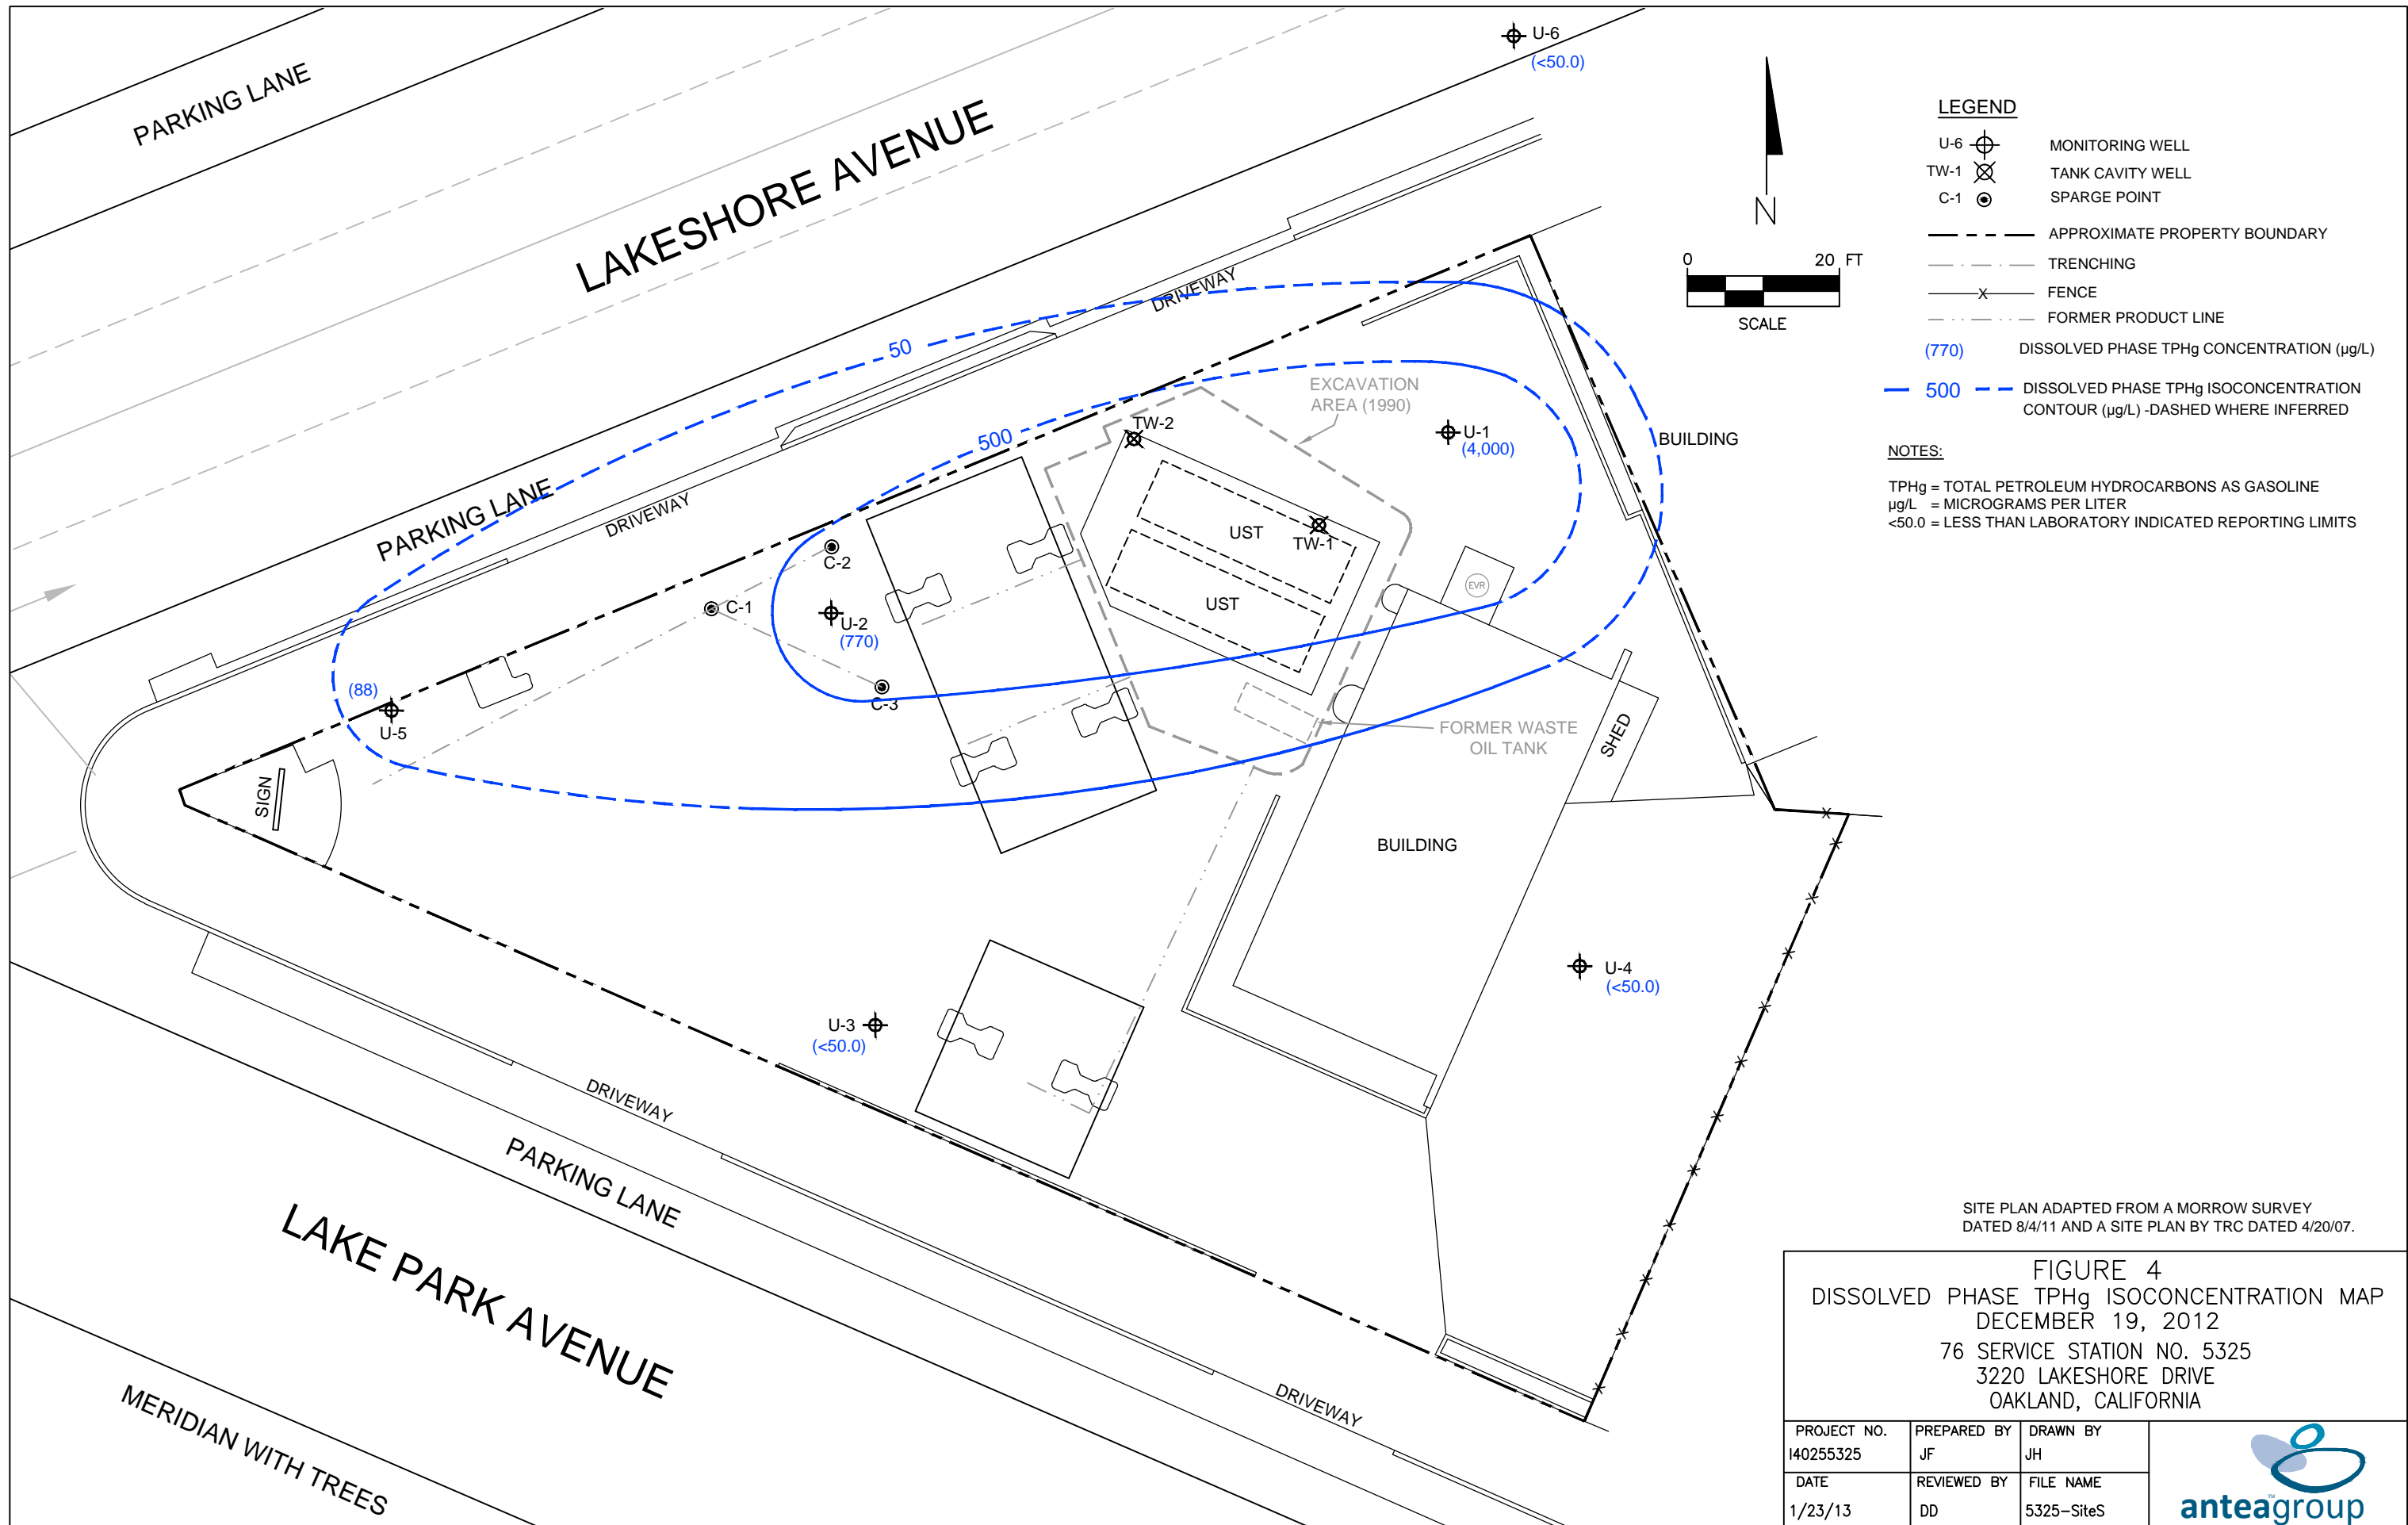 PARKING LANE
LAKESHORE AVENUE
U-6
(<50.0)
N
0 20 FT
SCALE
LEGEND
U-6 MONITORING WELL
TW-1 TANK CAVITY WELL
C-1 SPARGE POINT
APPROXIMATE PROPERTY BOUNDARY
TRENCHING
X FENCE
FORMER PRODUCT LINE
(770) DISSOLVED PHASE TPHg CONCENTRATION (µg/L)
500 DISSOLVED PHASE TPHg ISOCONCENTRATION
CONTOUR (µg/L) -DASHED WHERE INFERRED
NOTES:
TPHg = TOTAL PETROLEUM HYDROCARBONS AS GASOLINE
µg/L = MICROGRAMS PER LITER
<50.0 = LESS THAN LABORATORY INDICATED REPORTING LIMITS
DRIVEWAY
50
500
EXCAVATION
AREA (1990)
TW-2
U-1
(4,000)
BUILDING
PARKING LANE
DRIVEWAY
UST
TW-1
UST
EVR
C-2
C-1
U-2
(770)
C-3
(88)
U-5
SIGN
FORMER WASTE
OIL TANK
SHED
BUILDING
U-4
(<50.0)
U-3
(<50.0)
DRIVEWAY
PARKING LANE
LAKE PARK AVENUE
MERIDIAN WITH TREES
DRIVEWAY
SITE PLAN ADAPTED FROM A MORROW SURVEY
DATED 8/4/11 AND A SITE PLAN BY TRC DATED 4/20/07.
FIGURE 4
DISSOLVED PHASE TPHg ISOCONCENTRATION MAP
DECEMBER 19, 2012
76 SERVICE STATION NO. 5325
3220 LAKESHORE DRIVE
OAKLAND, CALIFORNIA
PROJECT NO. PREPARED BY DRAWN BY
I40255325 JF JH
DATE REVIEWED BY FILE NAME
1/23/13 DD 5325-SiteS
anteagroup™